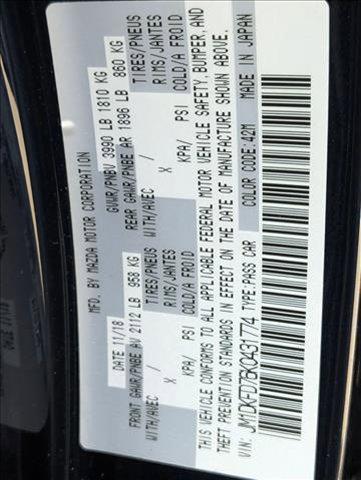 MFD. BY MAZDA MOTOR CORPORATION
DATE 11/18 GVWR/PNBV 3990 LB 1810 KG
FRONT GAWR/PNBE AV 2112 LB 958 KG REAR GAWR/PNBE AR 1896 LB 860 KG
WITH/AVEC / TIRES/PNEUS WITH/AVEC / TIRES/PNEUS
X RIMS/JANTES X RIMS/JANTES
KPA/ PSI COLD/A FROID KPA/ PSI COLD/A FROID
THIS VEHICLE CONFORMS TO ALL APPLICABLE FEDERAL MOTOR VEHICLE SAFETY, BUMPER, AND
THEFT PREVENTION STANDARDS IN EFFECT ON THE DATE OF MANUFACTURE SHOWN ABOVE.
VIN: JM1DKFD73K0431774 TYPE:PASS CAR COLOR CODE:42M MADE IN JAPAN